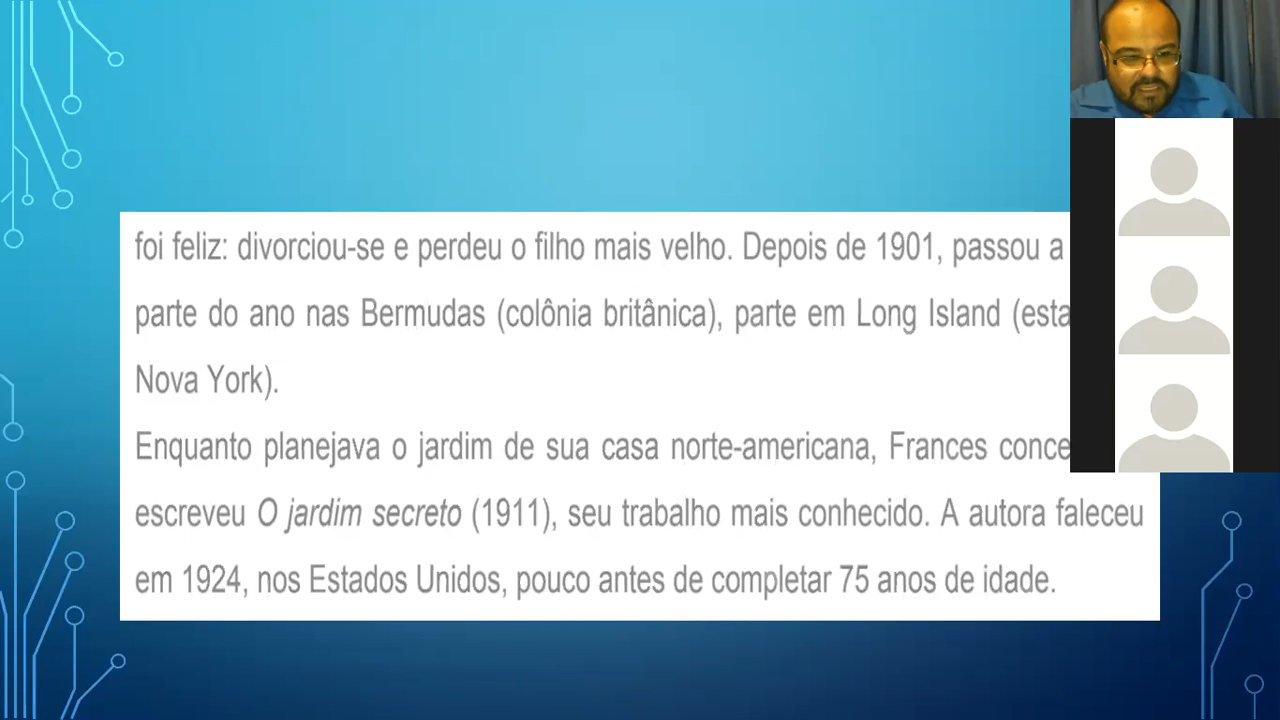 foi feliz: divorciou-se e perdeu o filho mais velho. Depois de 1901, passou a
parte do ano nas Bermudas (colônia britânica), parte em Long Island
Nova York).
Enquanto planejava o jardim de sua casa norte-americana, Frances
escreveu O jardim secreto (1911), seu trabalho mais conhecido. A autora faleceu
em 1924, nos Estados Unidos, pouco antes de completar 75 anos de idade.